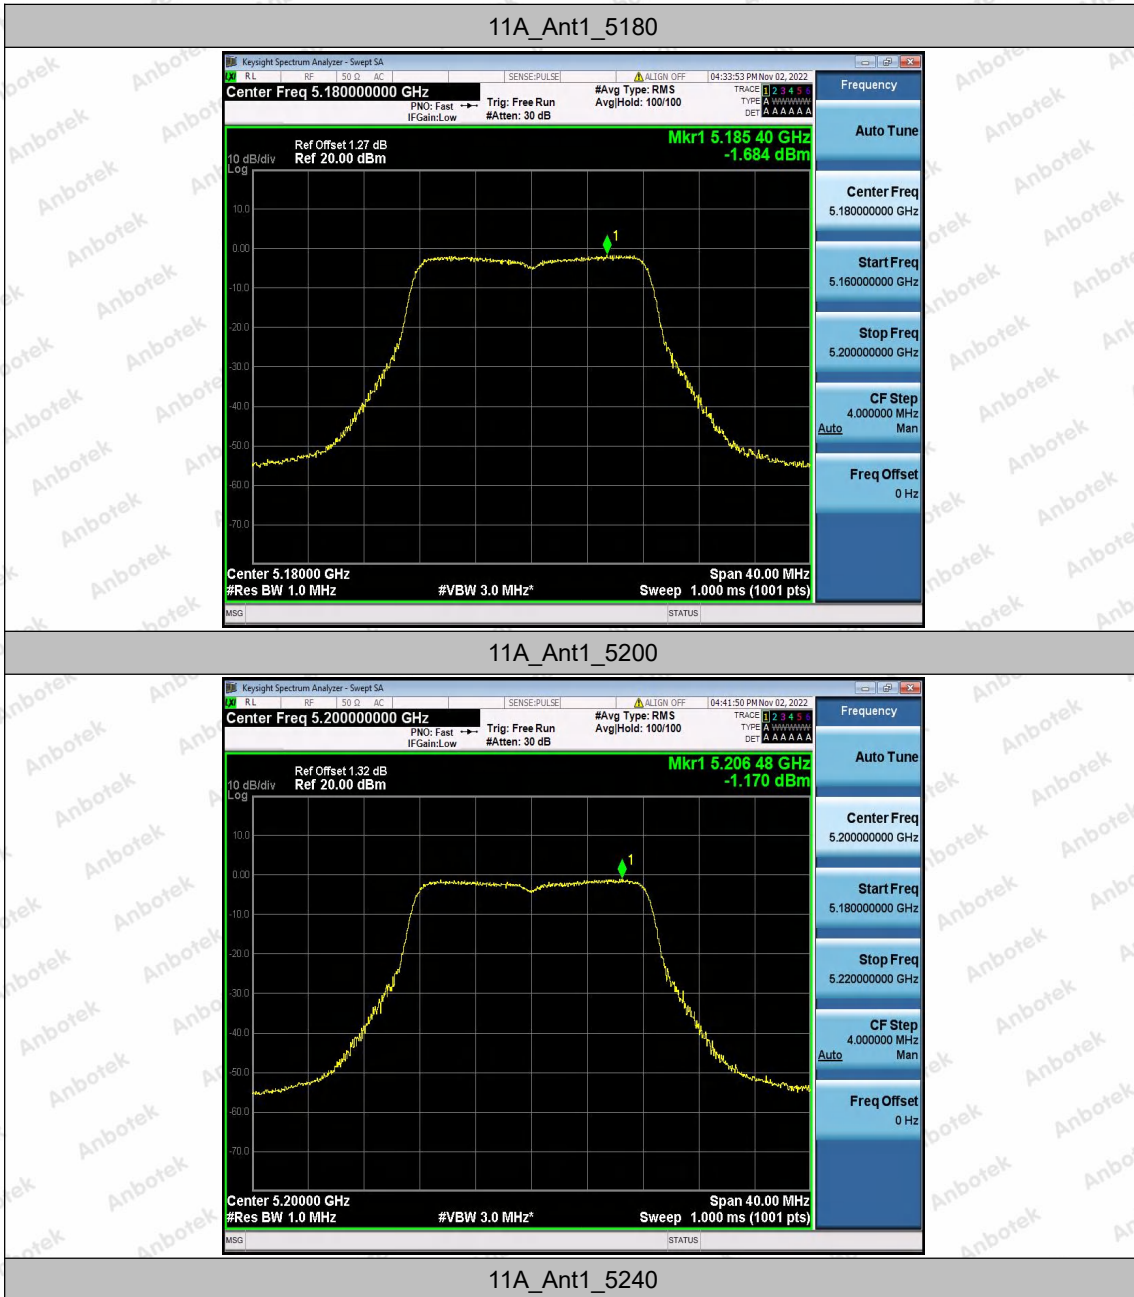 11A_Ant1_5180
Keysight Spectrum Analyzer - Swept SA
LXI RL RF 50 Ω AC SENSE:PULSE ALIGN OFF 04:33:53 PM Nov 02, 2022
Center Freq 5.180000000 GHz
PNO: Fast
IFGain:Low
Trig: Free Run
#Atten: 30 dB
#Avg Type: RMS
Avg|Hold: 100/100
TRACE 1 2 3 4 5 6
TYPE A WWWWW
DET A A A A A A
Frequency
Auto Tune
Center Freq
5.180000000 GHz
Start Freq
5.160000000 GHz
Stop Freq
5.200000000 GHz
CF Step
4.000000 MHz
Auto Man
Freq Offset
0 Hz
Mkr1 5.185 40 GHz
-1.684 dBm
Ref Offset 1.27 dB
10 dB/div Ref 20.00 dBm
Log
10.0
1
0.00
-10.0
-20.0
-30.0
-40.0
-50.0
-60.0
-70.0
Center 5.18000 GHz Span 40.00 MHz
#Res BW 1.0 MHz #VBW 3.0 MHz* Sweep 1.000 ms (1001 pts)
MSG STATUS
11A_Ant1_5200
Keysight Spectrum Analyzer - Swept SA
LXI RL RF 50 Ω AC SENSE:PULSE ALIGN OFF 04:41:50 PM Nov 02, 2022
Center Freq 5.200000000 GHz
PNO: Fast
IFGain:Low
Trig: Free Run
#Atten: 30 dB
#Avg Type: RMS
Avg|Hold: 100/100
TRACE 1 2 3 4 5 6
TYPE A WWWWW
DET A A A A A A
Frequency
Auto Tune
Center Freq
5.200000000 GHz
Start Freq
5.180000000 GHz
Stop Freq
5.220000000 GHz
CF Step
4.000000 MHz
Auto Man
Freq Offset
0 Hz
Mkr1 5.206 48 GHz
-1.170 dBm
Ref Offset 1.32 dB
10 dB/div Ref 20.00 dBm
Log
10.0
1
0.00
-10.0
-20.0
-30.0
-40.0
-50.0
-60.0
-70.0
Center 5.20000 GHz Span 40.00 MHz
#Res BW 1.0 MHz #VBW 3.0 MHz* Sweep 1.000 ms (1001 pts)
MSG STATUS
11A_Ant1_5240
Anbotek